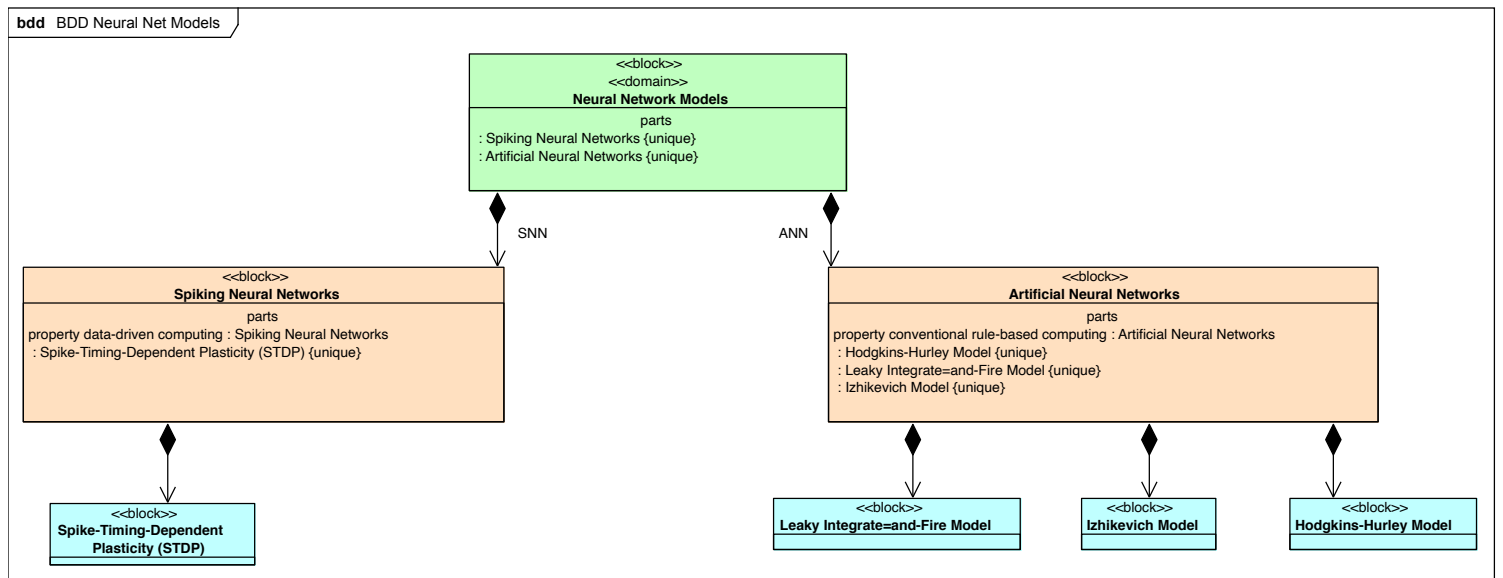 bdd BDD Neural Net Models
<<block>>
<<domain>>
Neural Network Models
parts
: Spiking Neural Networks {unique}
: Artificial Neural Networks {unique}
SNN
ANN
<<block>>
Spiking Neural Networks
parts
property data-driven computing : Spiking Neural Networks
: Spike-Timing-Dependent Plasticity (STDP) {unique}
<<block>>
Artificial Neural Networks
parts
property conventional rule-based computing : Artificial Neural Networks
: Hodgkins-Hurley Model {unique}
: Leaky Integrate=and-Fire Model {unique}
: Izhikevich Model {unique}
<<block>>
Spike-Timing-Dependent
Plasticity (STDP)
<<block>>
Leaky Integrate=and-Fire Model
<<block>>
Izhikevich Model
<<block>>
Hodgkins-Hurley Model